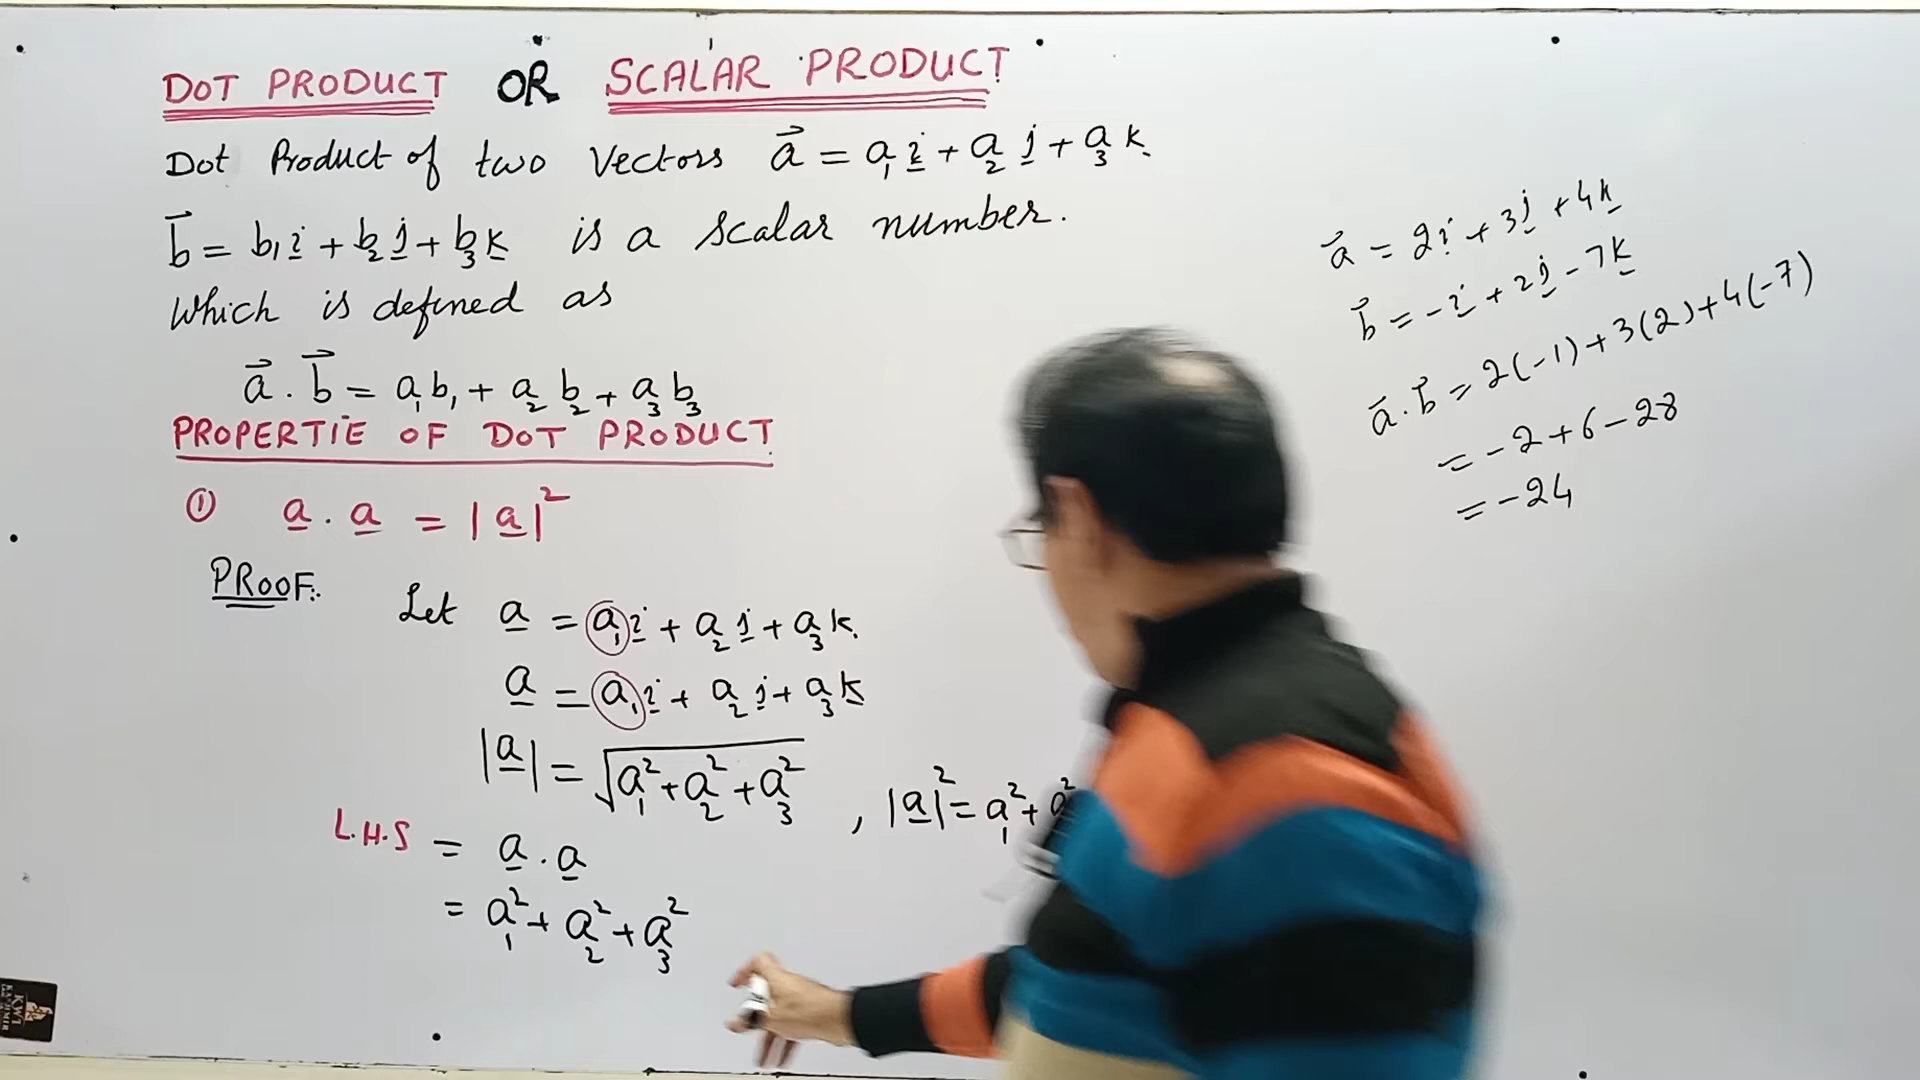 DOT PRODUCT OR SCALAR PRODUCT
Dot Product of two Vectors a⃗ = a₁i + a₂j + a₃k
b⃗ = b₁i + b₂j + b₃k is a scalar number.
Which is defined as
a⃗ . b⃗ = a₁b₁ + a₂b₂ + a₃b₃
PROPERTIE OF DOT PRODUCT
① a . a = |a|²
PROOF:. Let a = a₁i + a₂j + a₃k
a = a₁i + a₂j + a₃k
|a| = √(a₁² + a₂² + a₃²) , |a|² = a₁² + a₂²
L.H.S = a . a
= a₁² + a₂² + a₃²
a⃗ = 2i + 3j + 4k
b⃗ = -i + 2j - 7k
a⃗ . b⃗ = 2(-1) + 3(2) + 4(-7)
= -2 + 6 - 28
= -24